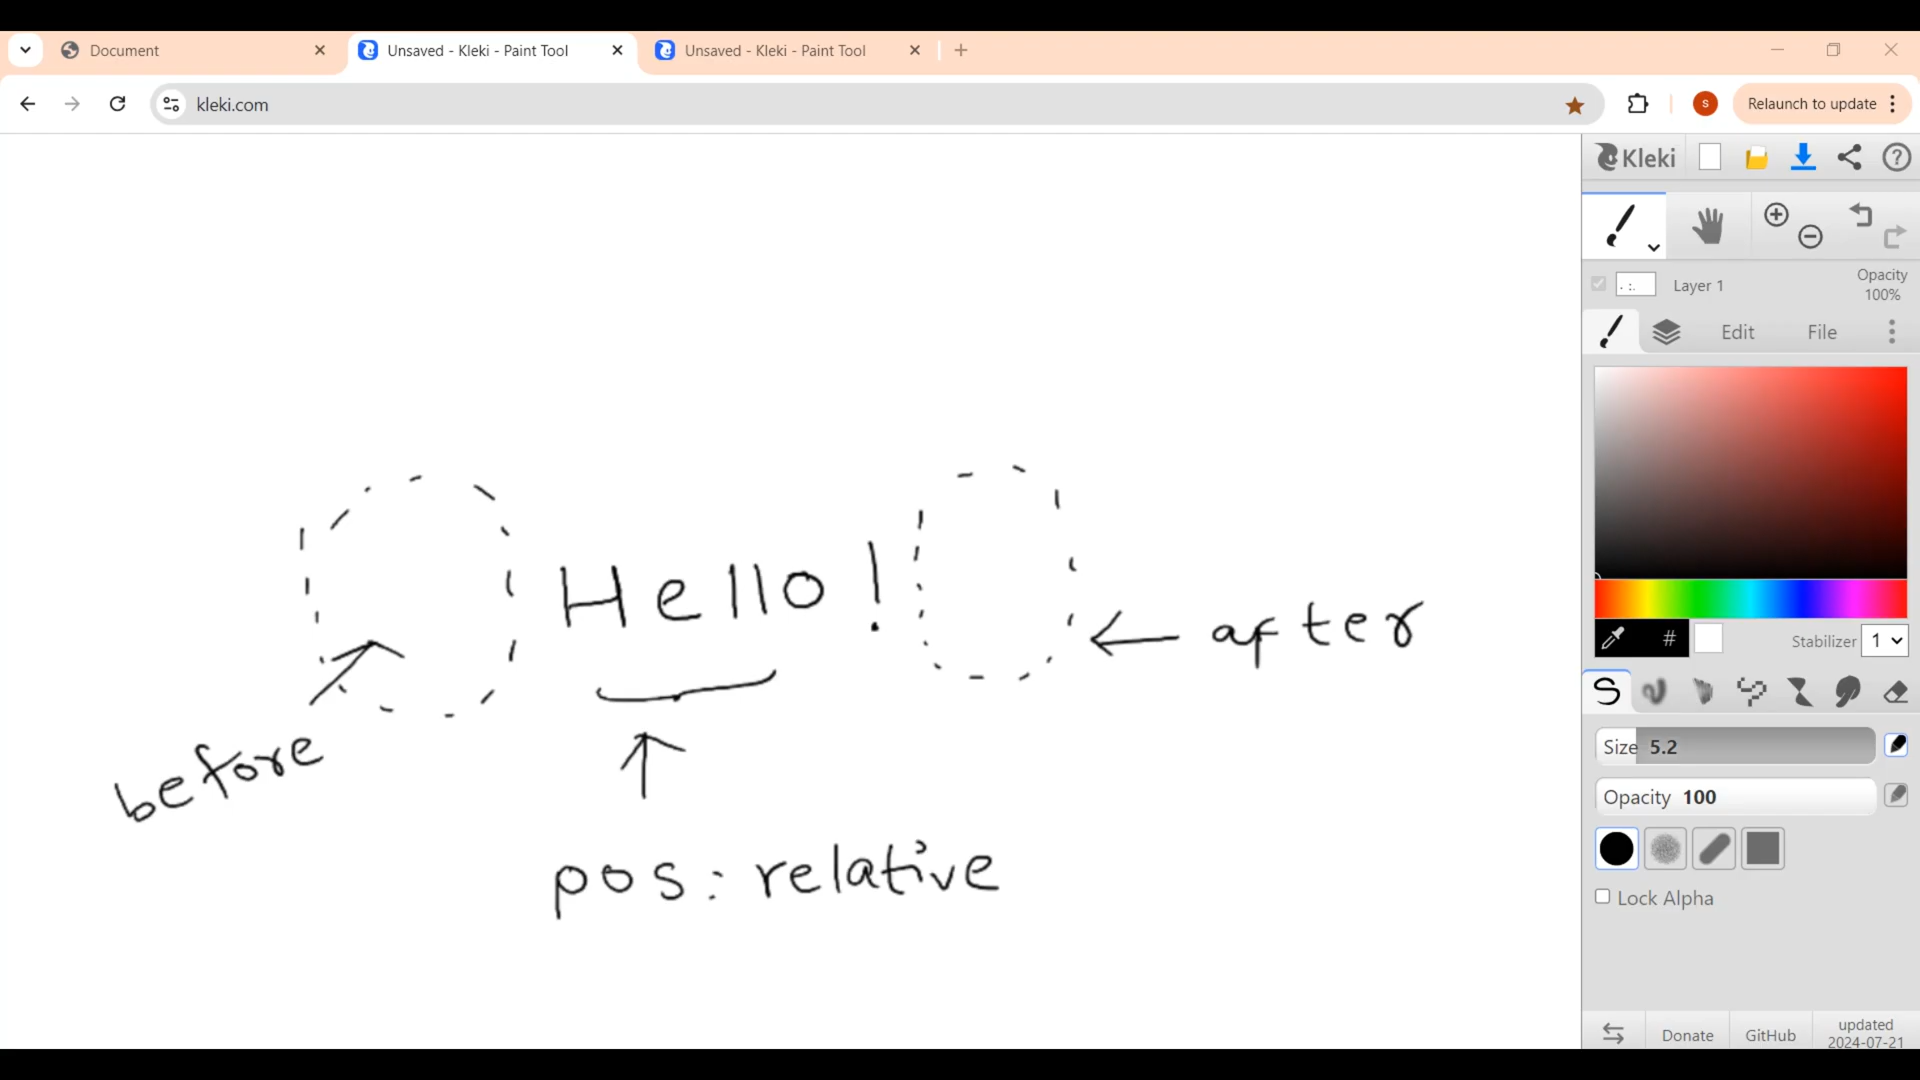 Document
Unsaved - Kleki - Paint Tool
Unsaved - Kleki - Paint Tool
kleki.com
s
Relaunch to update
Kleki
Layer 1
Opacity
100%
Edit
File
Hello!
after
before
pos: relative
#
Stabilizer 1
Size 5.2
Opacity 100
Lock Alpha
Donate
GitHub
updated
2024-07-21